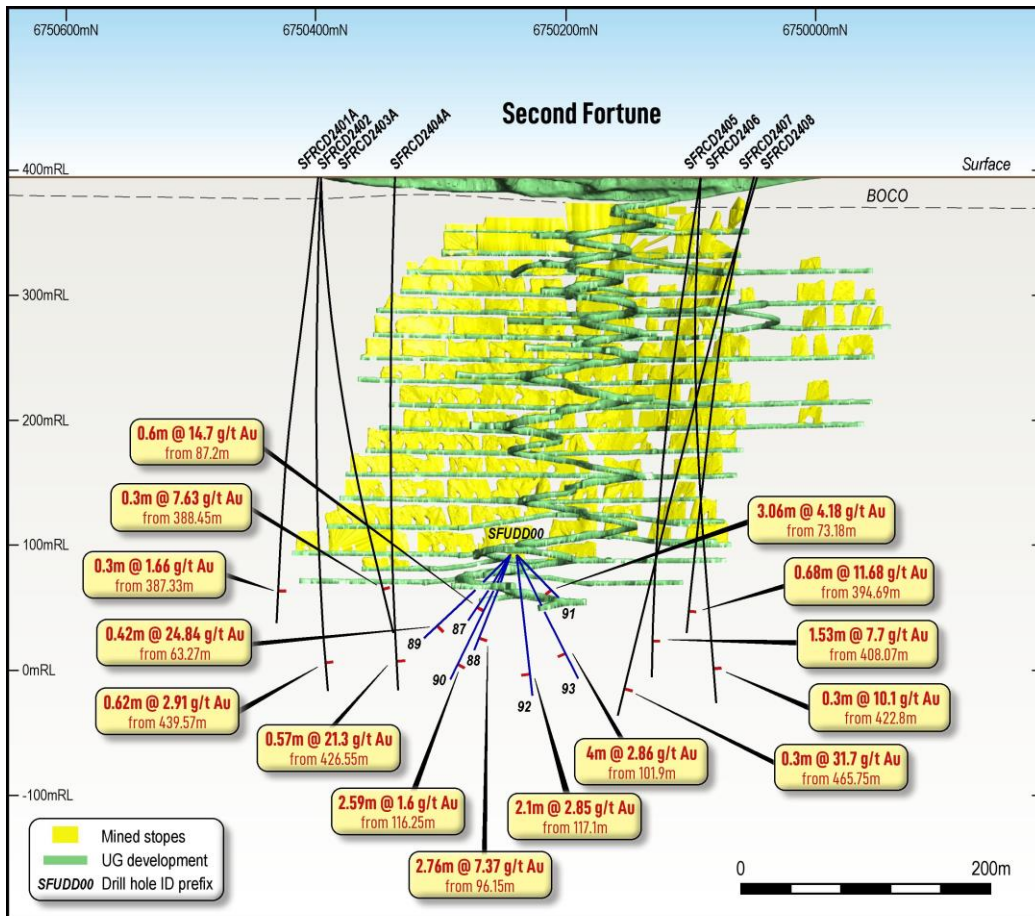 6750600mN
6750400mN
6750200mN
6750000mN
Second Fortune
SFRCD2401A
SFRCD2402
SFRCD2403A
SFRCD2404A
SFRCD2405
SFRCD2406
SFRCD2407
SFRCD2408
400mRL
Surface
BOCO
300mRL
200mRL
100mRL
0mRL
-100mRL
SFUDD00
0.6m @ 14.7 g/t Au
from 87.2m
0.3m @ 7.63 g/t Au
from 388.45m
0.3m @ 1.66 g/t Au
from 387.33m
0.42m @ 24.84 g/t Au
from 63.27m
0.62m @ 2.91 g/t Au
from 439.57m
0.57m @ 21.3 g/t Au
from 426.55m
2.59m @ 1.6 g/t Au
from 116.25m
2.76m @ 7.37 g/t Au
from 96.15m
2.1m @ 2.85 g/t Au
from 117.1m
4m @ 2.86 g/t Au
from 101.9m
3.06m @ 4.18 g/t Au
from 73.18m
0.68m @ 11.68 g/t Au
from 394.69m
1.53m @ 7.7 g/t Au
from 408.07m
0.3m @ 10.1 g/t Au
from 422.8m
0.3m @ 31.7 g/t Au
from 465.75m
87
88
89
90
91
92
93
Mined stopes
UG development
SFUDD00 Drill hole ID prefix
0 200m